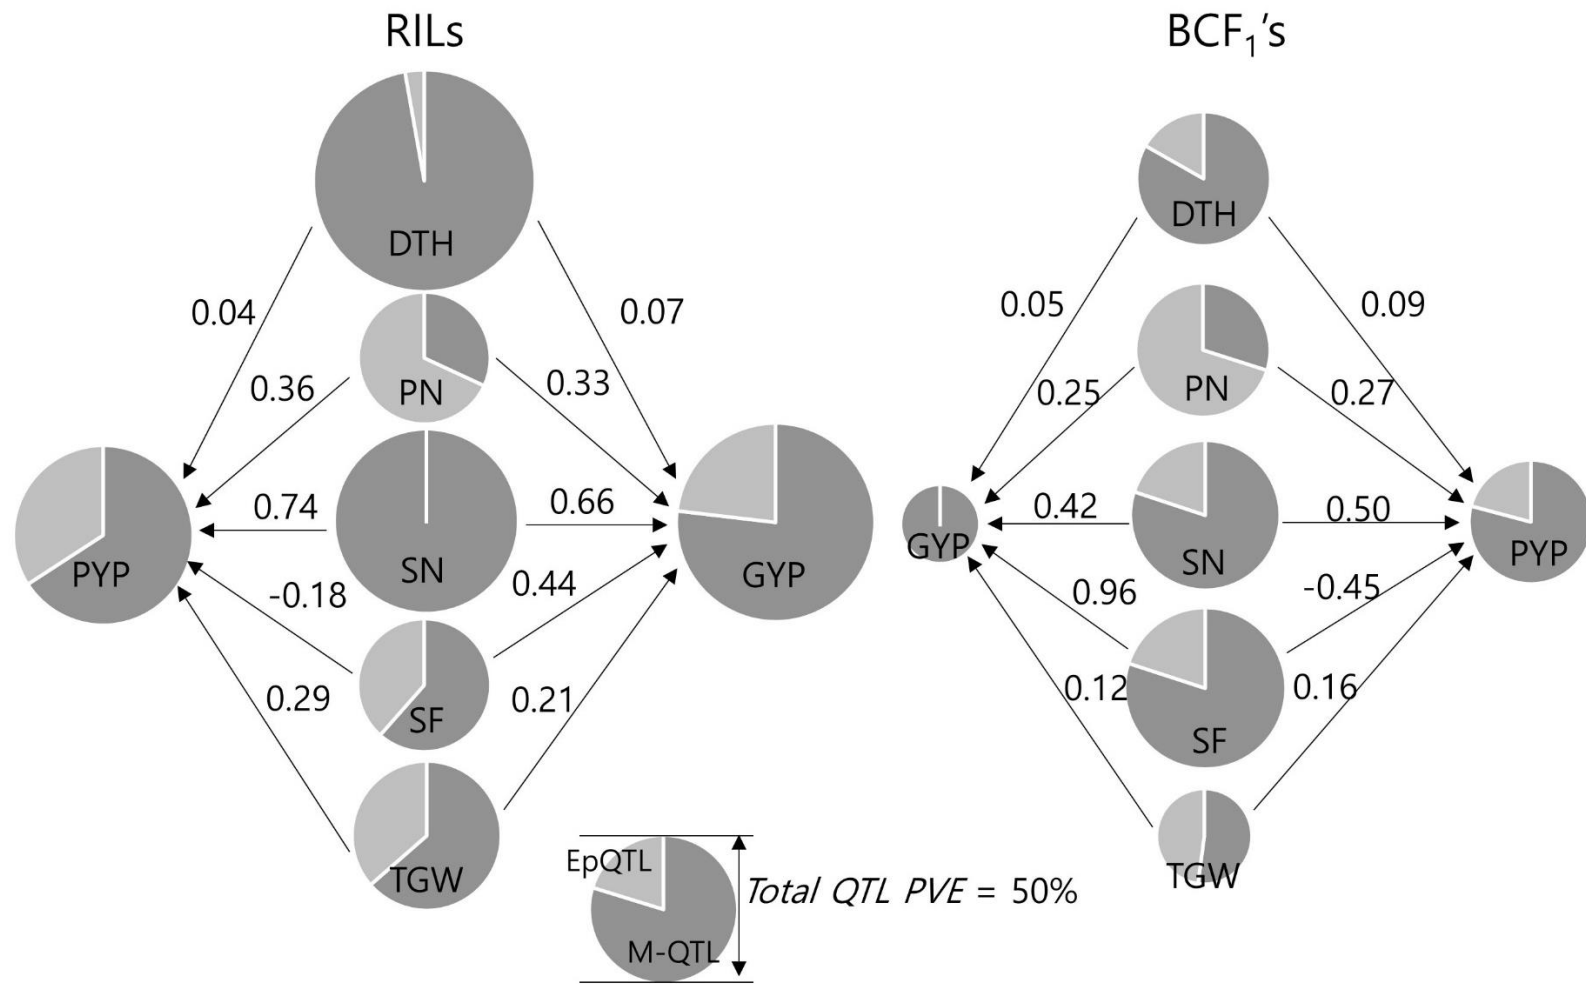 RILs
DTH
0.04
0.07
PN
0.36
0.33
PYP
0.74
SN
0.66
GYP
-0.18
SF
0.44
0.29
TGW
0.21
BCF₁‘s
DTH
0.05
0.09
PN
0.25
0.27
GYP
0.42
SN
0.50
PYP
0.96
SF
-0.45
0.12
TGW
0.16
EpQTL
M-QTL
Total QTL PVE = 50%